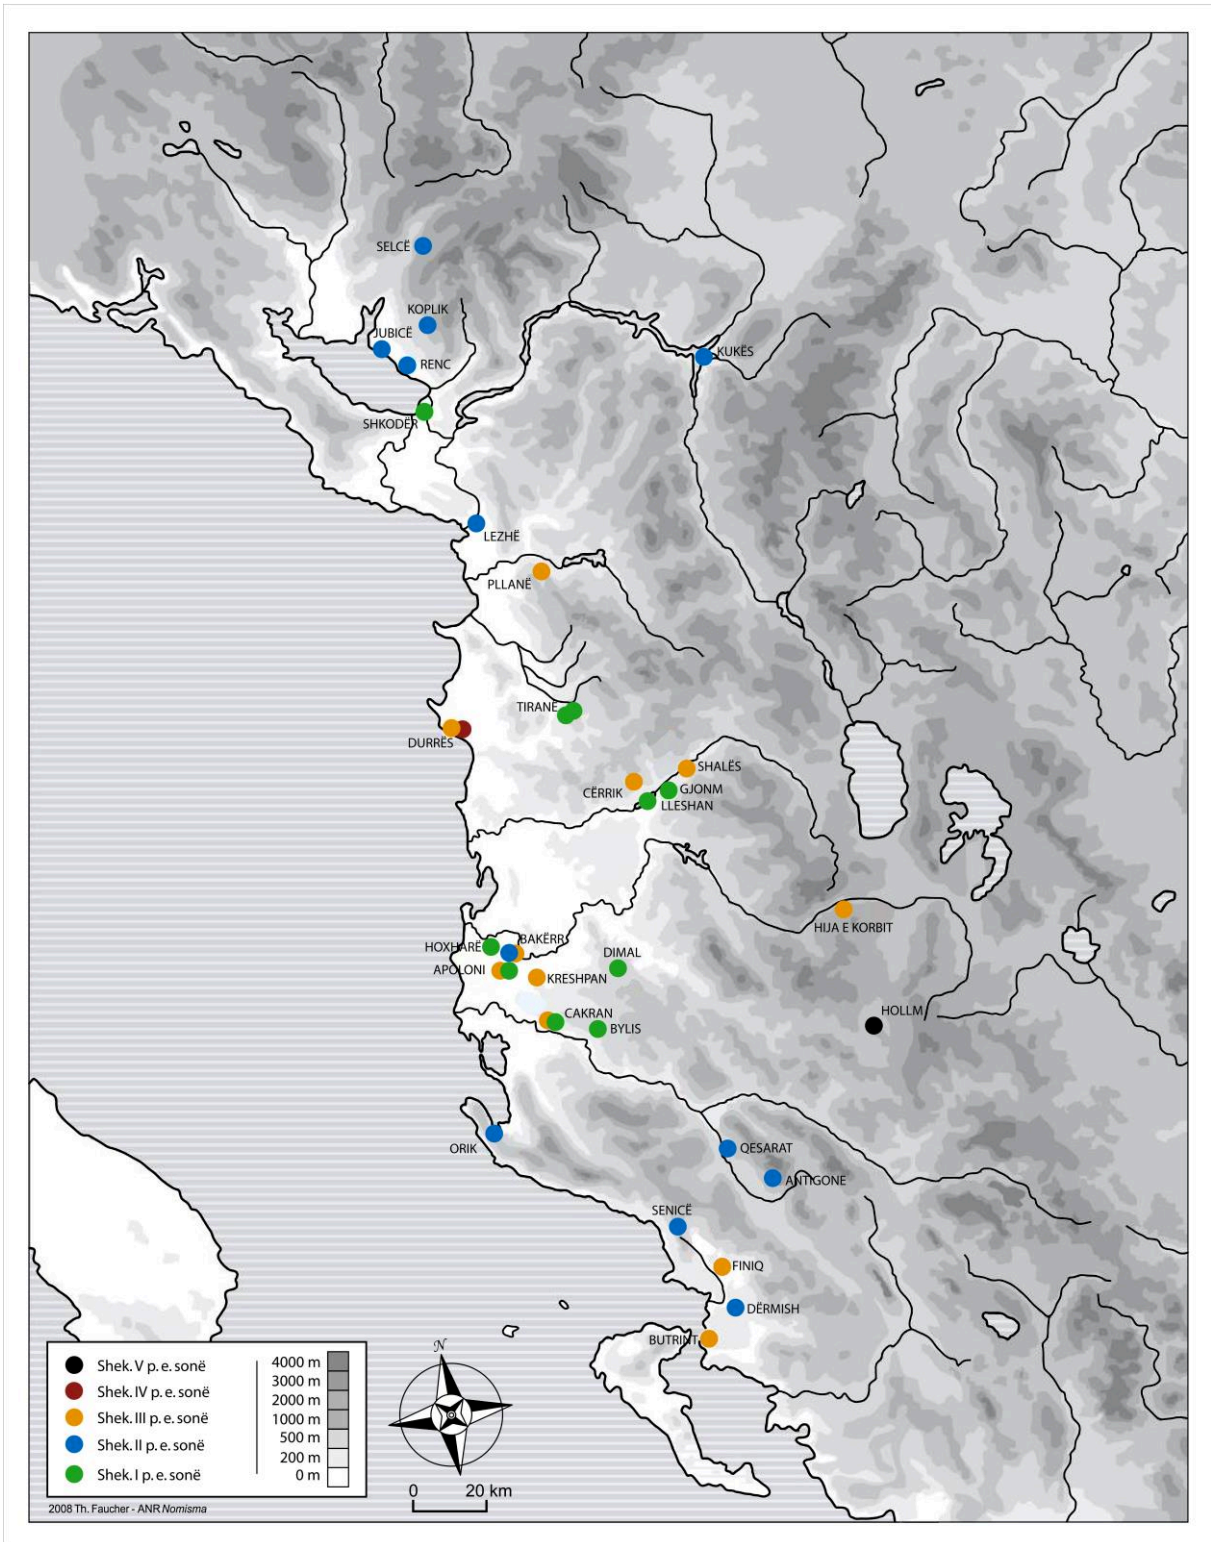 SELCË
KOPLIK
JUBICË
RENC
KUKËS
SHKODËR
LEZHË
PLLANË
TIRANË
DURRËS
SHALËS
CËRRIK
GJONM
LLESHAN
HIJA E KORBIT
HOXHARË
BAKËRR
APOLONI
DIMAL
KRESHPAN
CAKRAN
BYLIS
HOLLM
ORIK
QESARAT
ANTIGONE
SENICË
FINIQ
DËRMISH
BUTRINT
Shek. V p. e. sonë
Shek. IV p. e. sonë
Shek. III p. e. sonë
Shek. II p. e. sonë
Shek. I p. e. sonë
4000 m
3000 m
2000 m
1000 m
500 m
200 m
0 m
N
0 20 km
2008 Th. Faucher - ANR Nomisma